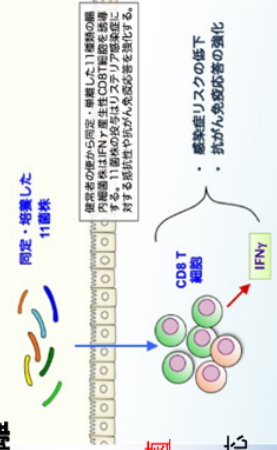 離
同定・培養した
11菌株
健常者の便から同定・単離した11種類の腸
内細菌株はIFNγ産生性CD8T細胞を誘導
する。11菌株の投与はリステリア感染症に
対する抵抗性や抗がん免疫応答を強化する。
菌
CD8 T
細胞
IFNγ
・ 感染症リスクの低下
・ 抗がん免疫応答の強化
応